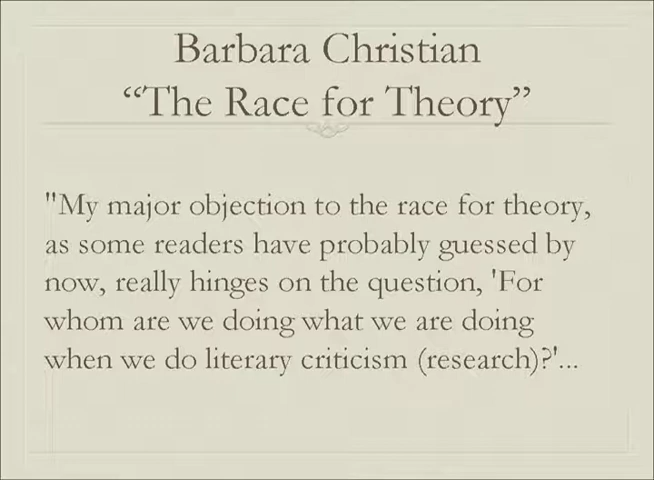 Barbara Christian
“The Race for Theory”
"My major objection to the race for theory,
as some readers have probably guessed by
now, really hinges on the question, 'For
whom are we doing what we are doing
when we do literary criticism (research)?'...